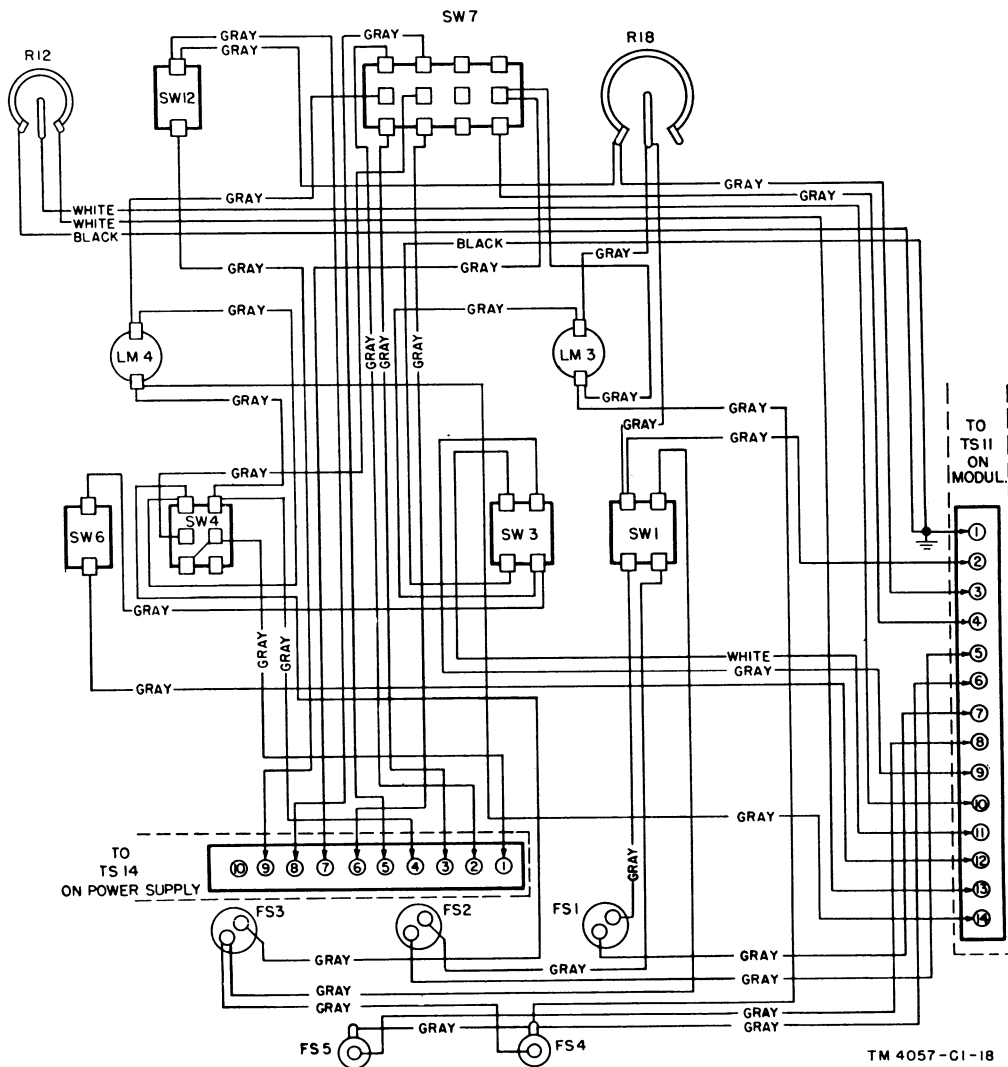 SW7
GRAY GRAY
GRAY
R18
R12
SW12
GRAY GRAY GRAY
GRAY
WHITE
WHITE
BLACK
BLACK
GRAY
GRAY GRAY
GRAY GRAY
LM 4
GRAY GRAY GRAY
LM 3
GRAY GRAY
GRAY
GRAY GRAY
GRAY
TO
TS11
ON
MODUL.
SW6
SW4
SW3
SW1
1
2
3
4
5
6
7
8
9
10
11
12
13
14
GRAY GRAY
GRAY GRAY
WHITE
GRAY
GRAY
GRAY
TO
TS 14
ON POWER SUPPLY
10 9 8 7 6 5 4 3 2 1
GRAY
FS3 FS2 FS1
GRAY GRAY
GRAY GRAY
GRAY
GRAY
GRAY
GRAY GRAY
FS5 FS4
TM 4057-C1-18